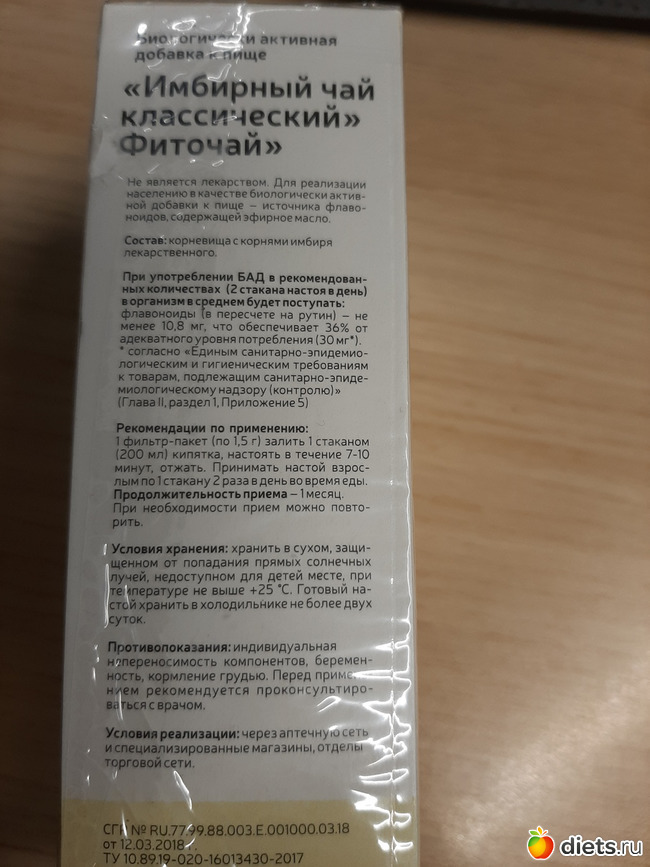 Биологически активная
добавка к пище
«Имбирный чай
классический»
Фиточай»
Не является лекарством. Для реализации
населению в качестве биологически актив-
ной добавки к пище – источника флаво-
ноидов, содержащей эфирное масло.
Состав: корневища с корнями имбиря
лекарственного.
При употреблении БАД в рекомендован-
ных количествах (2 стакана настоя в день)
в организм в среднем будет поступать:
флавоноиды (в пересчете на рутин) – не
менее 10,8 мг, что обеспечивает 36% от
адекватного уровня потребления (30 мг*).
* согласно «Единым санитарно-эпидемио-
логическим и гигиеническим требованиям
к товарам, подлежащим санитарно-эпиде-
миологическому надзору (контролю)»
(Глава II, раздел 1, Приложение 5)
Рекомендации по применению:
1 фильтр-пакет (по 1,5 г) залить 1 стаканом
(200 мл) кипятка, настоять в течение 7-10
минут, отжать. Принимать настой взрос-
лым по 1 стакану 2 раза в день во время еды.
Продолжительность приема – 1 месяц.
При необходимости прием можно повто-
рить.
Условия хранения: хранить в сухом, защи-
щенном от попадания прямых солнечных
лучей, недоступном для детей месте, при
температуре не выше +25 °С. Готовый на-
стой хранить в холодильнике не более двух
суток.
Противопоказания: индивидуальная
непереносимость компонентов, беремен-
ность, кормление грудью. Перед приме-
нием рекомендуется проконсультиро-
ваться с врачом.
Условия реализации: через аптечную сеть
и специализированные магазины, отделы
торговой сети.
СГР № RU.77.99.88.003.Е.001000.03.18
от 12.03.2018 г.
ТУ 10.89.19-020-16013430-2017
diets.ru